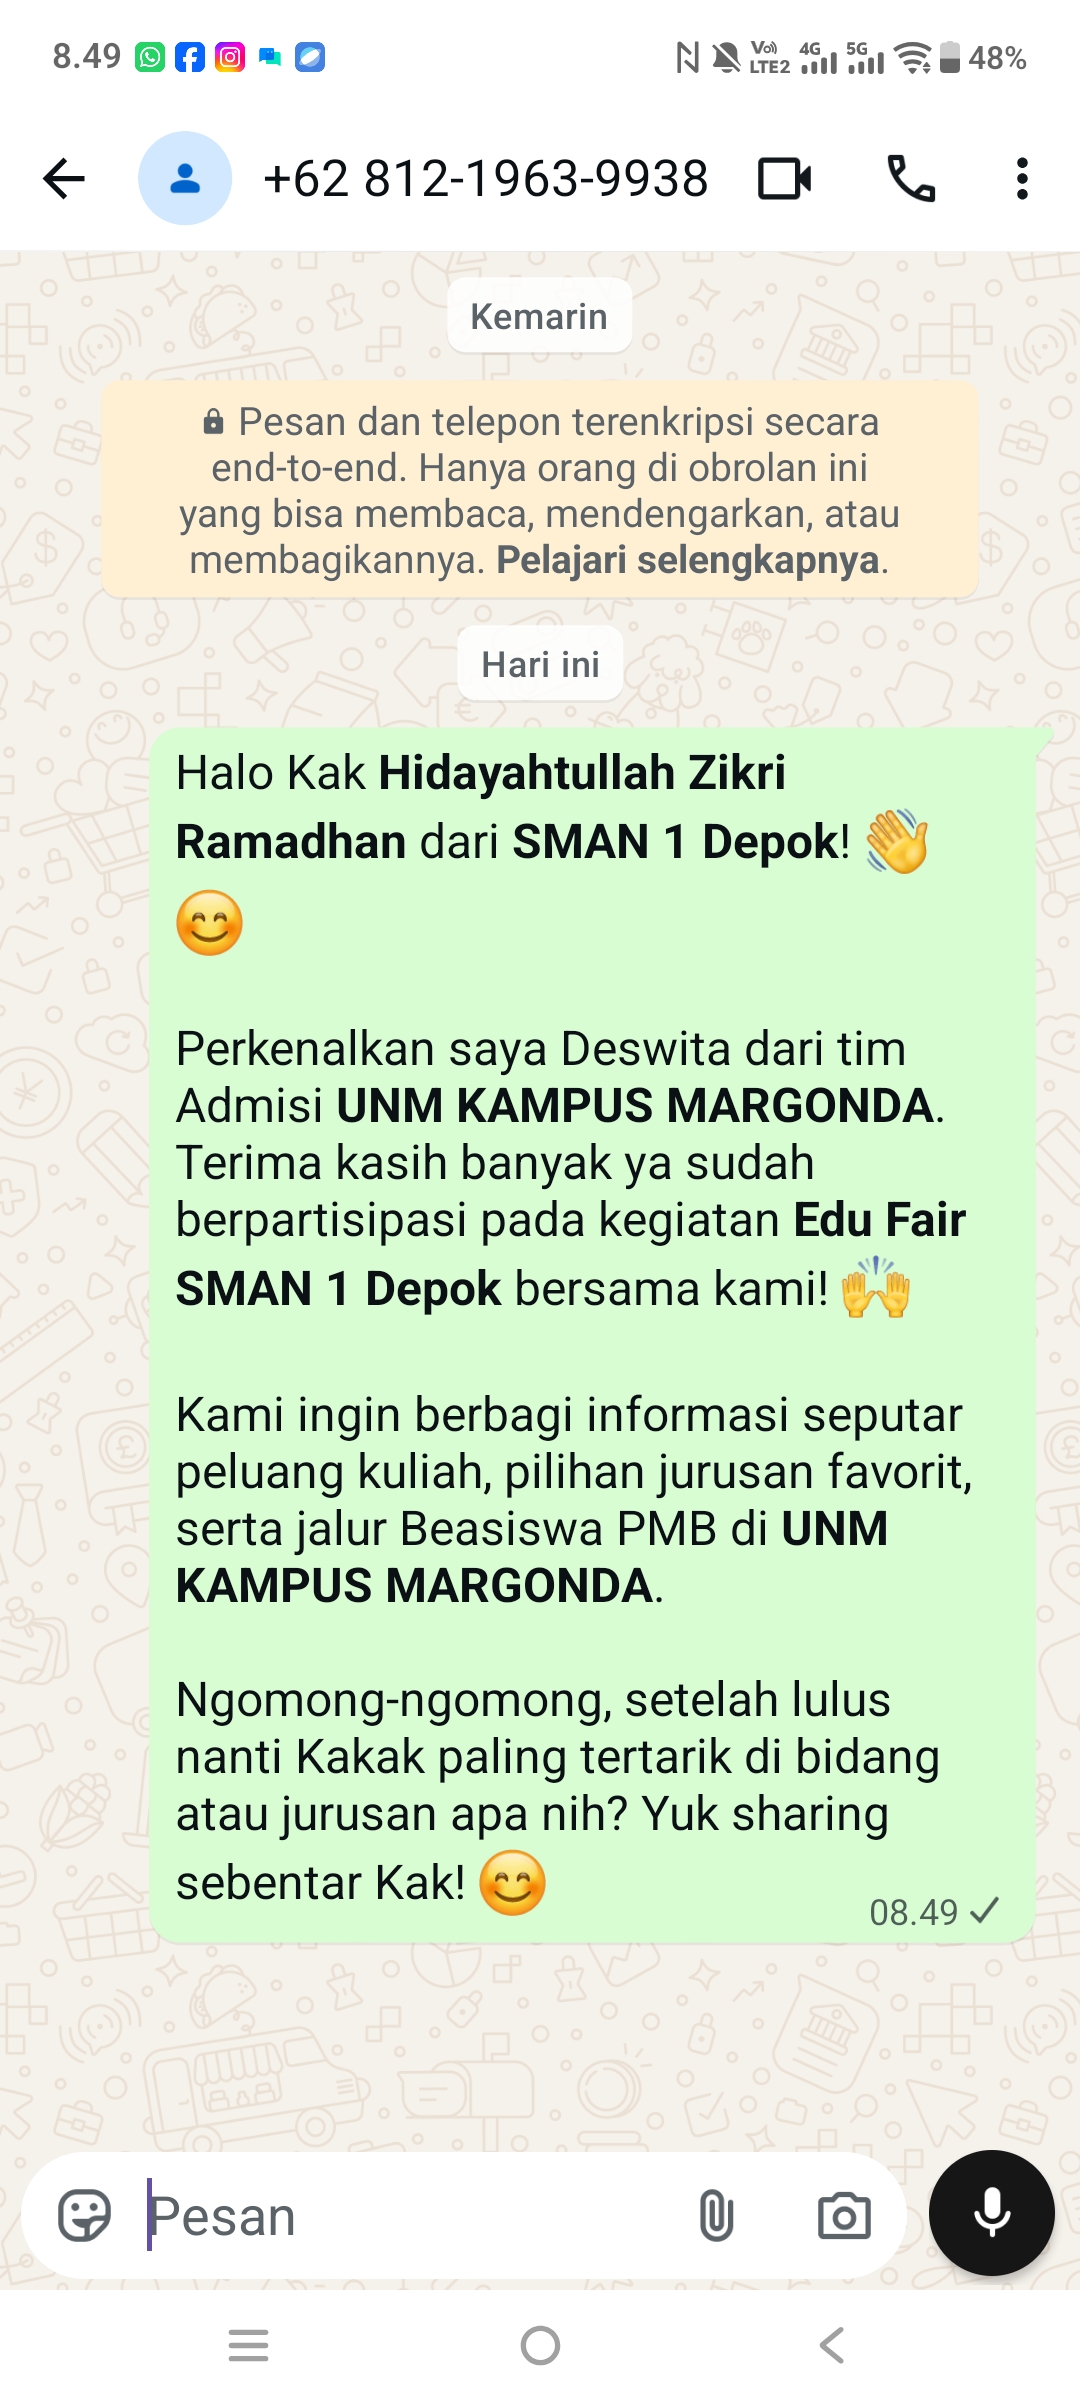 8.49
Vo) LTE2 4G 5G 48%
+62 812-1963-9938
Kemarin
Pesan dan telepon terenkripsi secara
end-to-end. Hanya orang di obrolan ini
yang bisa membaca, mendengarkan, atau
membagikannya. Pelajari selengkapnya.
Hari ini
Halo Kak Hidayahtullah Zikri
Ramadhan dari SMAN 1 Depok! 👋
😊
Perkenalkan saya Deswita dari tim
Admisi UNM KAMPUS MARGONDA.
Terima kasih banyak ya sudah
berpartisipasi pada kegiatan Edu Fair
SMAN 1 Depok bersama kami! 🙌
Kami ingin berbagi informasi seputar
peluang kuliah, pilihan jurusan favorit,
serta jalur Beasiswa PMB di UNM
KAMPUS MARGONDA.
Ngomong-ngomong, setelah lulus
nanti Kakak paling tertarik di bidang
atau jurusan apa nih? Yuk sharing
sebentar Kak! 😊
08.49
Pesan